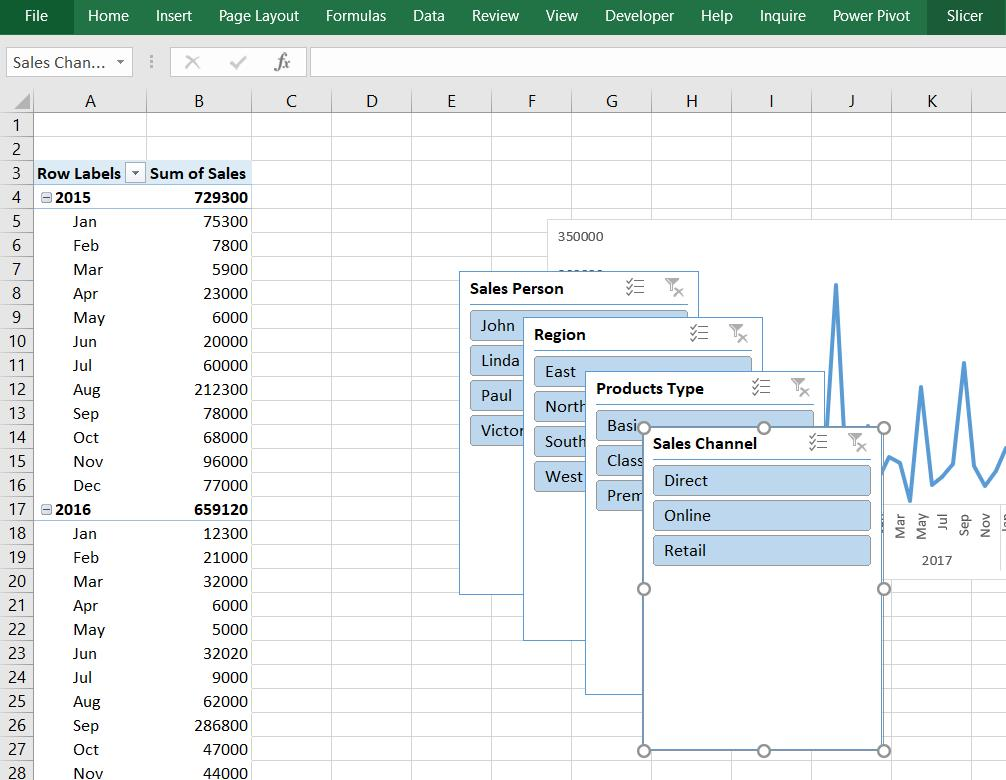 File Home Insert Page Layout Formulas Data Review View Developer Help Inquire Power Pivot Slicer
Sales Chan... fx
A B C D E F G H I J K
1
2
3 Row Labels Sum of Sales
4 2015 729300
5 Jan 75300
6 Feb 7800
7 Mar 5900
8 Apr 23000
9 May 6000
10 Jun 20000
11 Jul 60000
12 Aug 212300
13 Sep 78000
14 Oct 68000
15 Nov 96000
16 Dec 77000
17 2016 659120
18 Jan 12300
19 Feb 21000
20 Mar 32000
21 Apr 6000
22 May 5000
23 Jun 32020
24 Jul 9000
25 Aug 62000
26 Sep 286800
27 Oct 47000
28 Nov 44000
350000
Sales Person
John
Linda
Paul
Victor
Region
East
North
South
West
Products Type
Basi
Class
Prem
Sales Channel
Direct
Online
Retail
Mar May Jul Sep Nov
2017